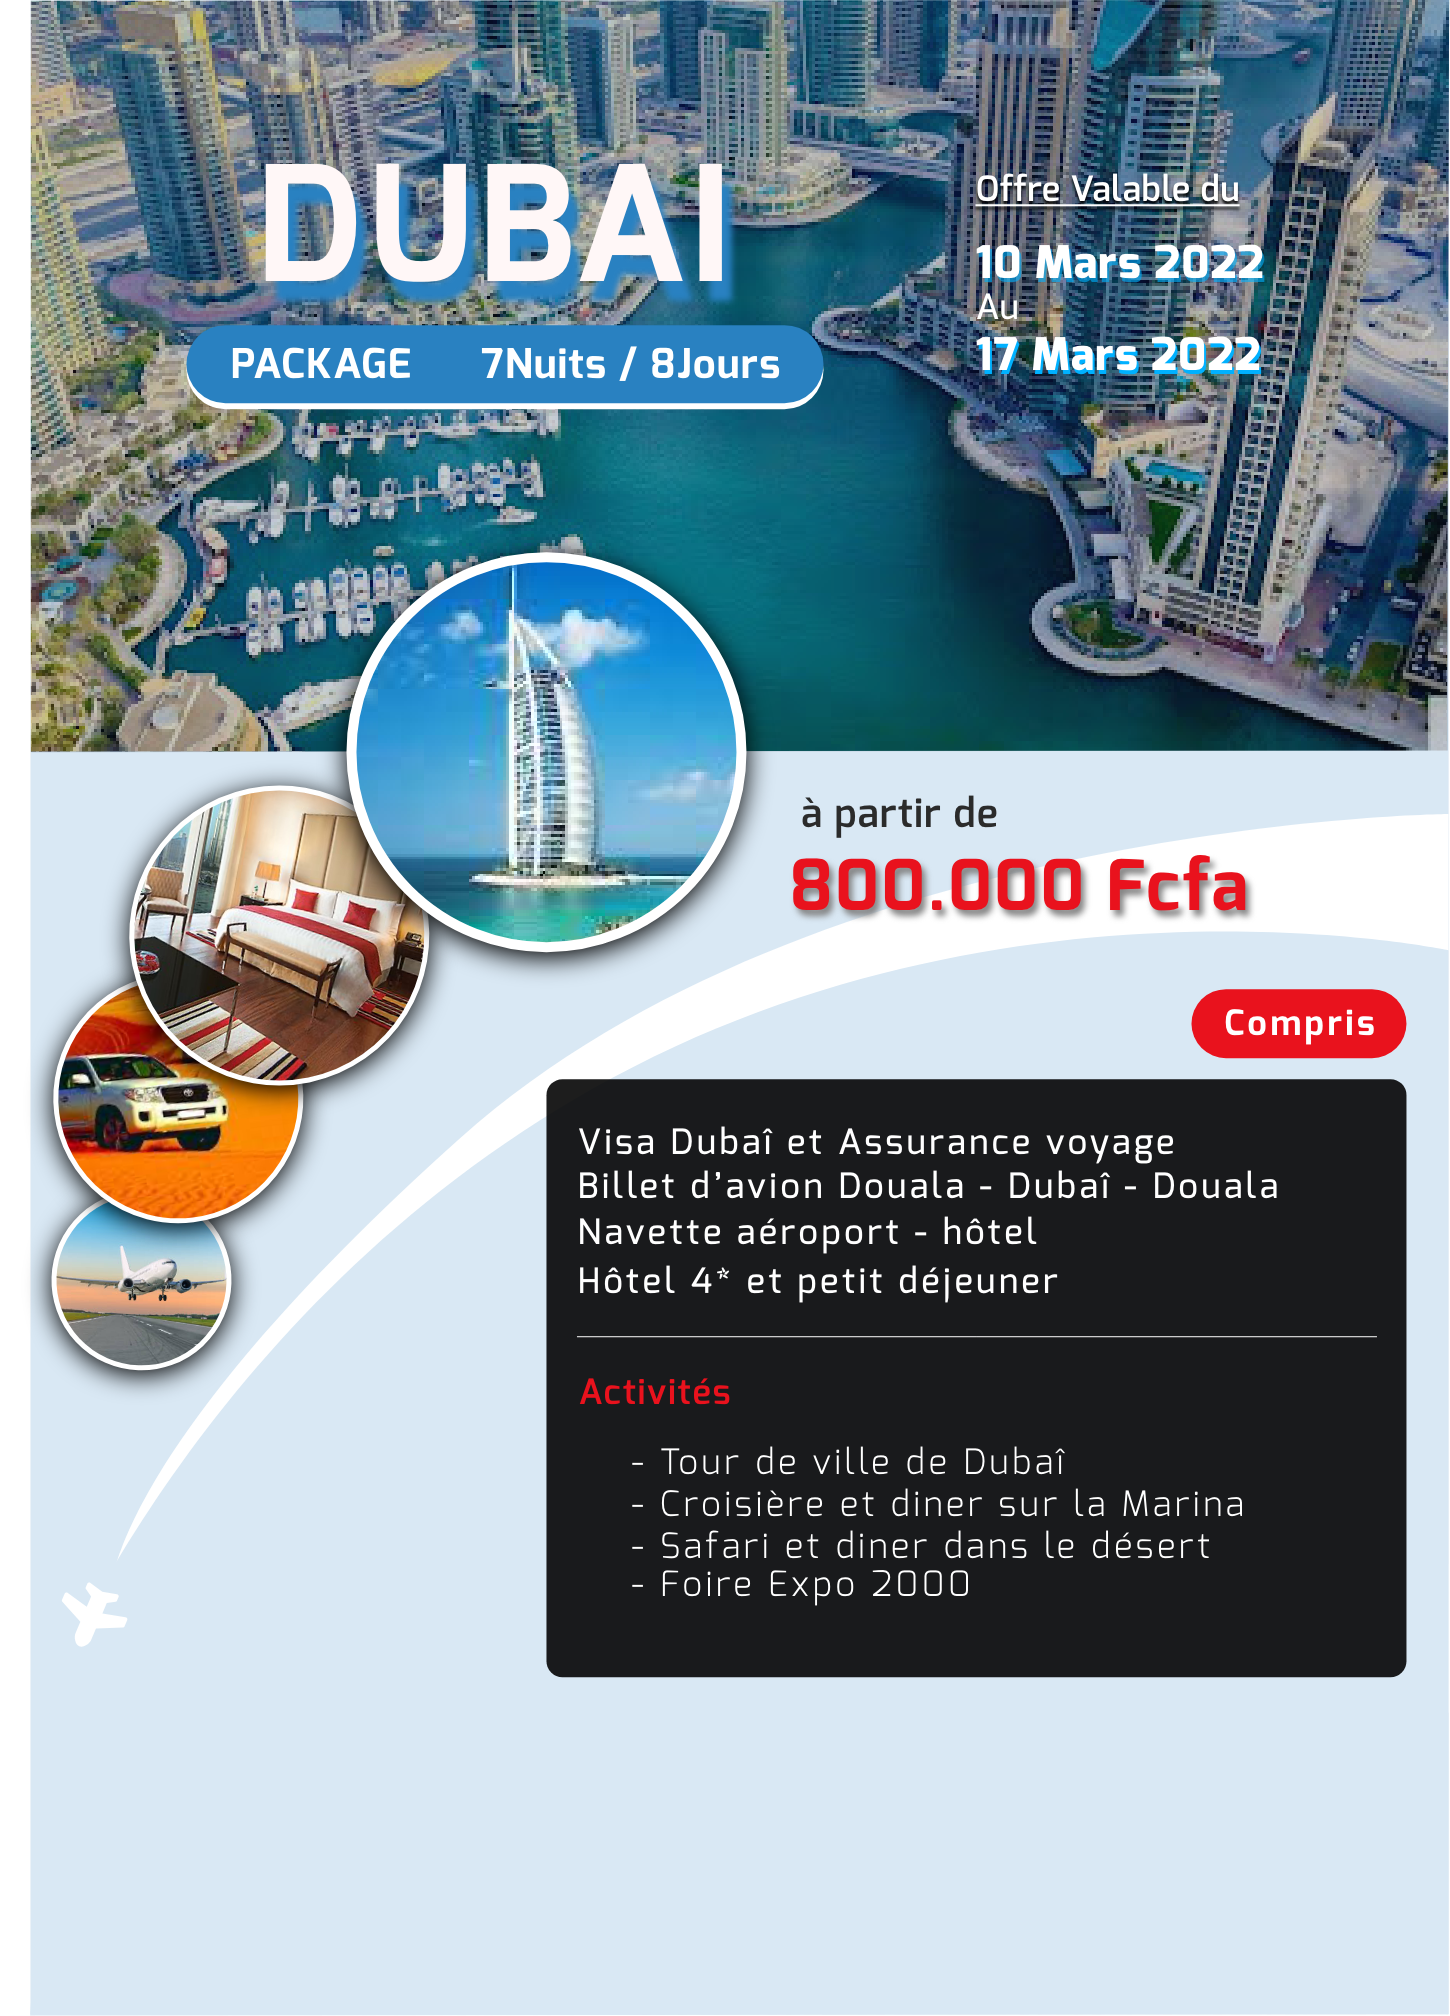 DUBAI
PACKAGE 7Nuits / 8Jours
Offre Valable du
10 Mars 2022
Au
17 Mars 2022
à partir de
800.000 Fcfa
Compris
Visa Dubaî et Assurance voyage
Billet d’avion Douala - Dubaî - Douala
Navette aéroport - hôtel
Hôtel 4* et petit déjeuner
Activités
- Tour de ville de Dubaî
- Croisière et diner sur la Marina
- Safari et diner dans le désert
- Foire Expo 2000